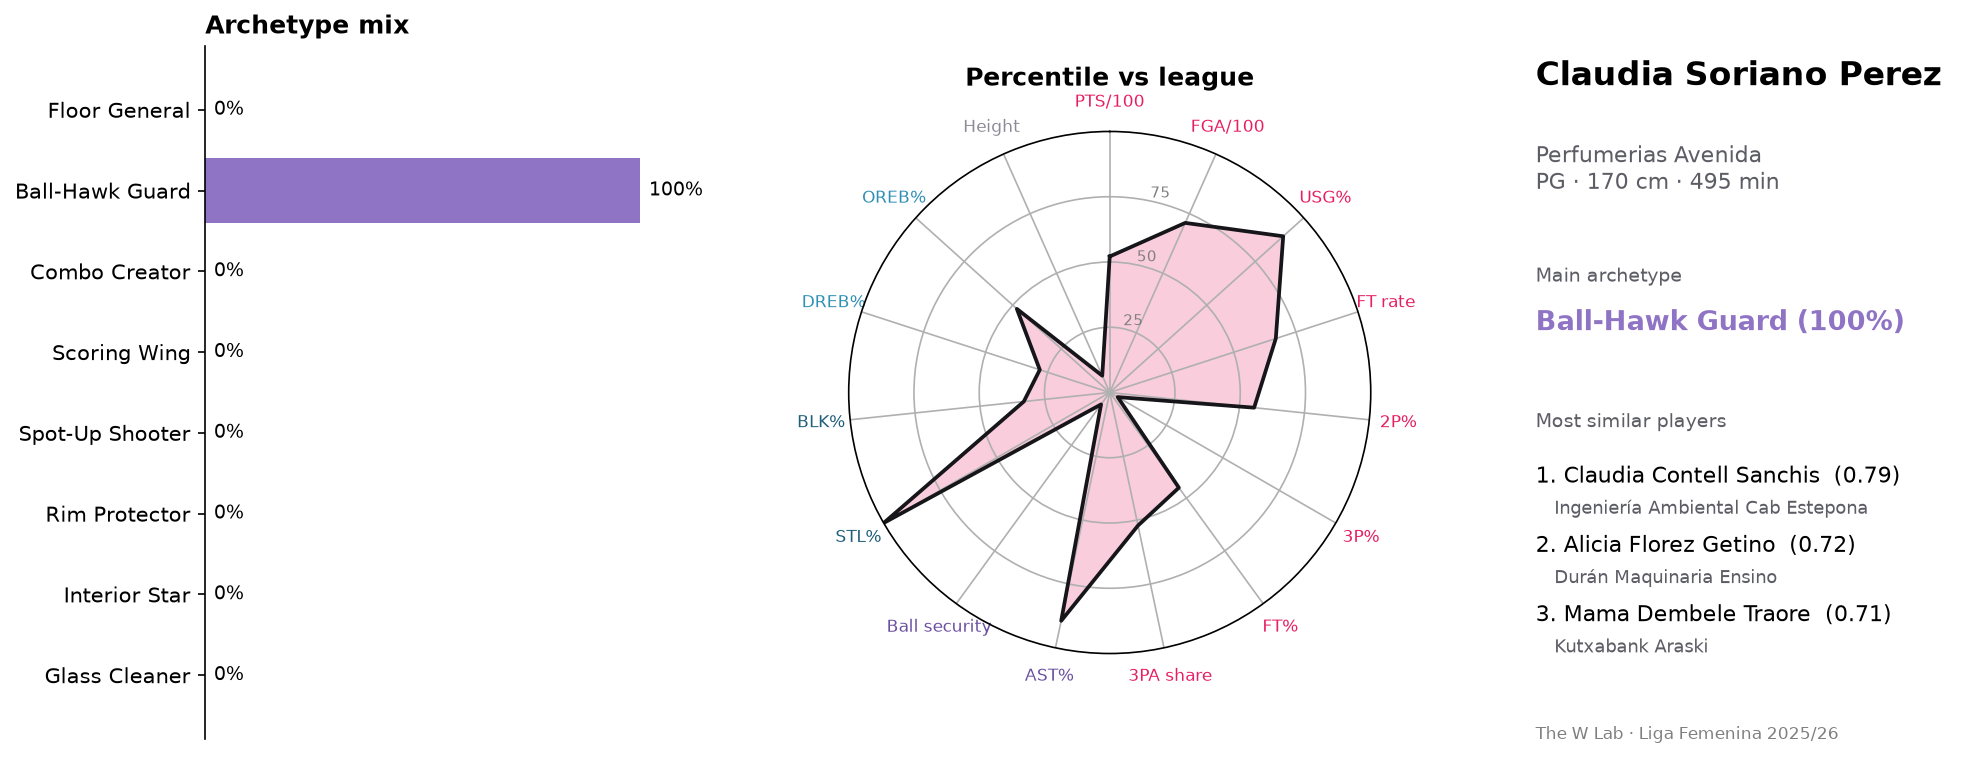 Archetype mix
Floor General
0%
Ball-Hawk Guard
100%
Combo Creator
0%
Scoring Wing
0%
Spot-Up Shooter
0%
Rim Protector
0%
Interior Star
0%
Glass Cleaner
0%
Percentile vs league
PTS/100
FGA/100
USG%
FT rate
2P%
3P%
FT%
3PA share
AST%
Ball security
STL%
BLK%
DREB%
OREB%
Height
75
50
25
Claudia Soriano Perez
Perfumerias Avenida
PG · 170 cm · 495 min
Main archetype
Ball-Hawk Guard (100%)
Most similar players
1. Claudia Contell Sanchis (0.79)
Ingeniería Ambiental Cab Estepona
2. Alicia Florez Getino (0.72)
Durán Maquinaria Ensino
3. Mama Dembele Traore (0.71)
Kutxabank Araski
The W Lab · Liga Femenina 2025/26